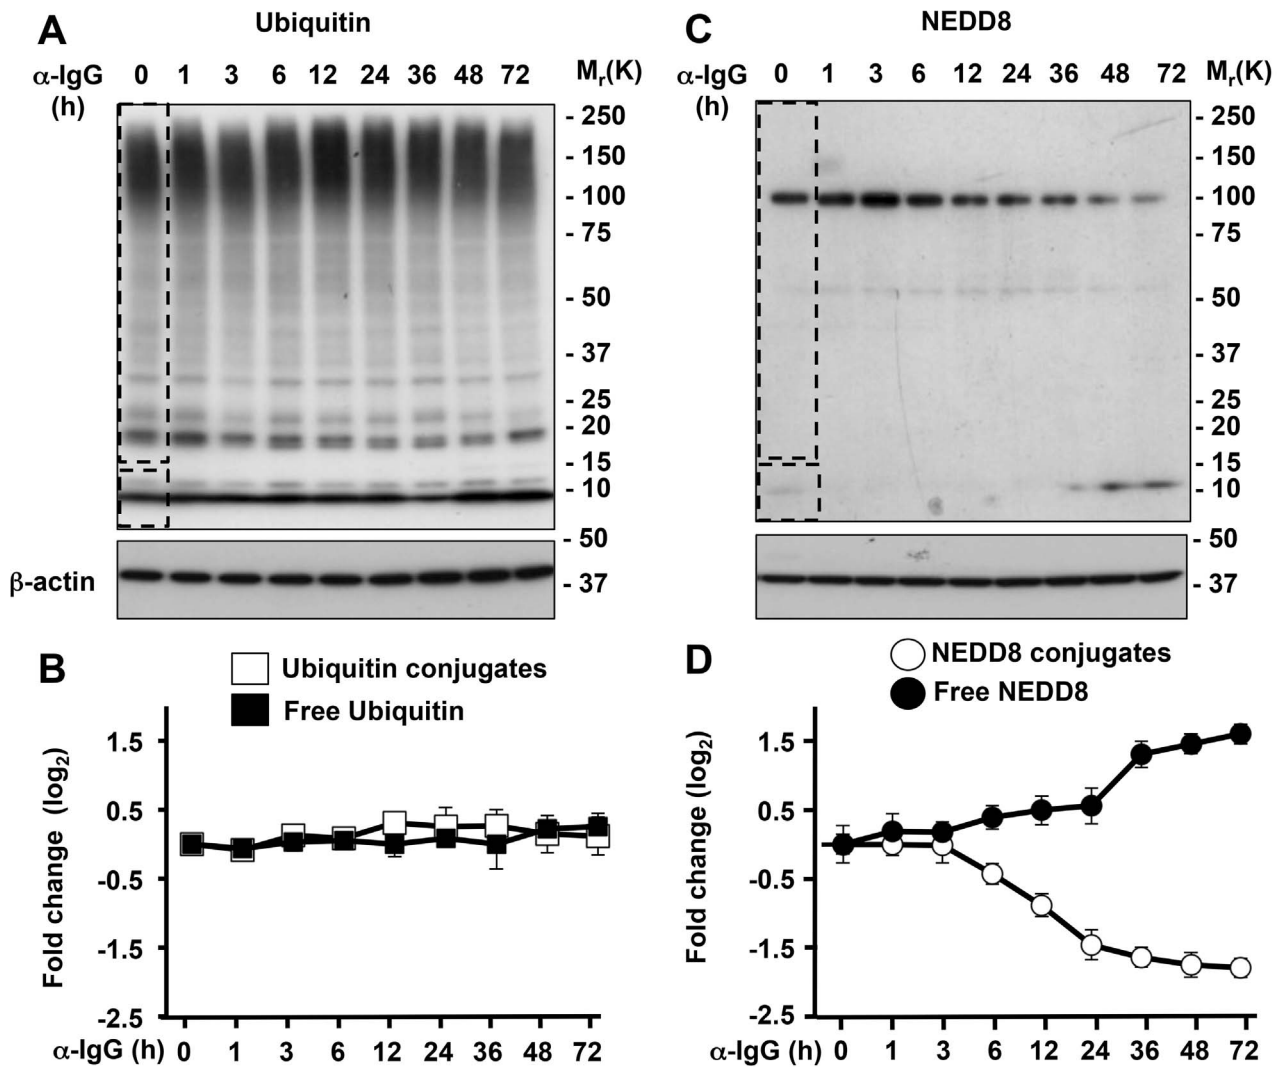 A
Ubiquitin
α-IgG (h) 0 1 3 6 12 24 36 48 72 Mr(K)
- 250
- 150
- 100
- 75
- 50
- 37
- 25
- 20
- 15
- 10
- 50
β-actin - 37
C
NEDD8
α-IgG (h) 0 1 3 6 12 24 36 48 72 Mr(K)
- 250
- 150
- 100
- 75
- 50
- 37
- 25
- 20
- 15
- 10
- 50
- 37
B
Ubiquitin conjugates
Free Ubiquitin
Fold change (log2)
1.5
0.5
-0.5
-1.5
-2.5
α-IgG (h) 0 1 3 6 12 24 36 48 72
D
NEDD8 conjugates
Free NEDD8
Fold change (log2)
1.5
0.5
-0.5
-1.5
-2.5
α-IgG (h) 0 1 3 6 12 24 36 48 72